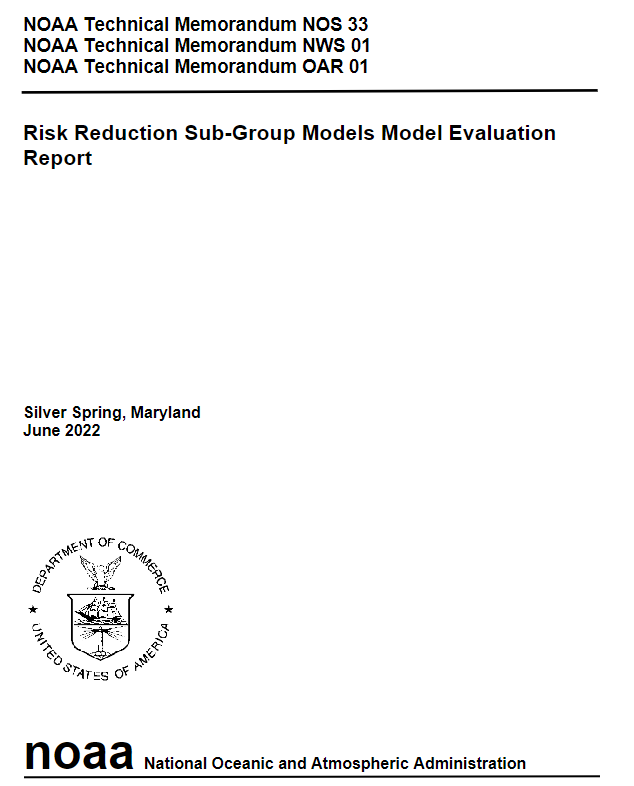 NOAA Technical Memorandum NOS 33
NOAA Technical Memorandum NWS 01
NOAA Technical Memorandum OAR 01
Risk Reduction Sub-Group Models Model Evaluation
Report
Silver Spring, Maryland
June 2022
DEPARTMENT OF COMMERCE
UNITED STATES OF AMERICA
noaa National Oceanic and Atmospheric Administration